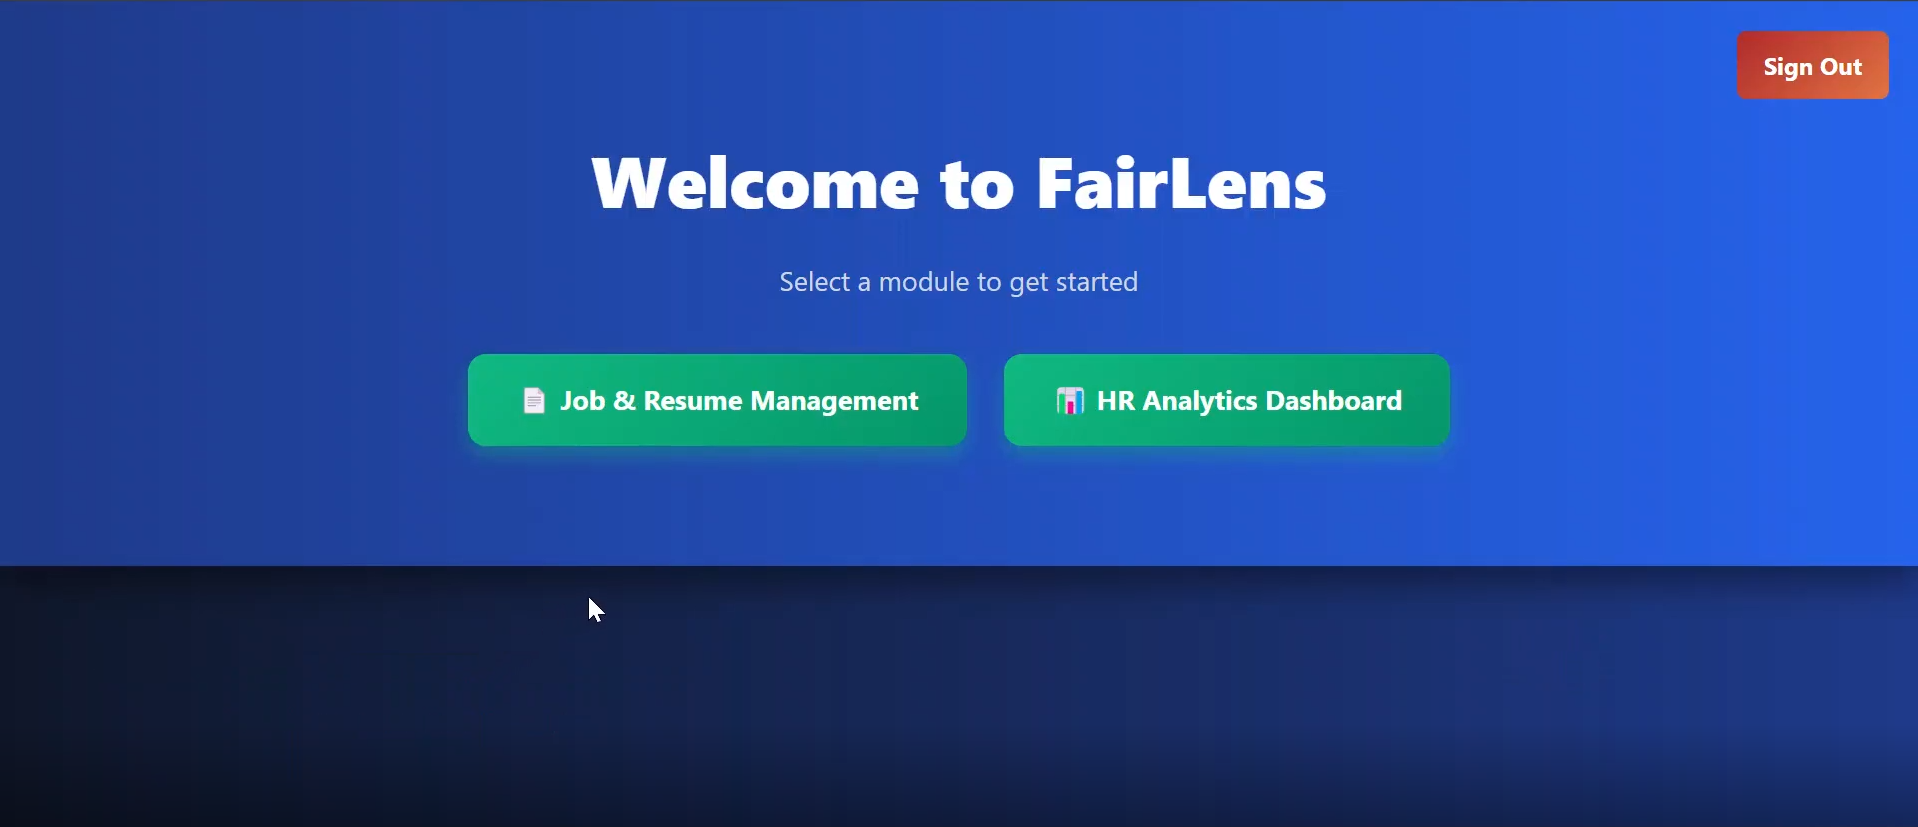 Sign Out
Welcome to FairLens
Select a module to get started
Job & Resume Management
HR Analytics Dashboard